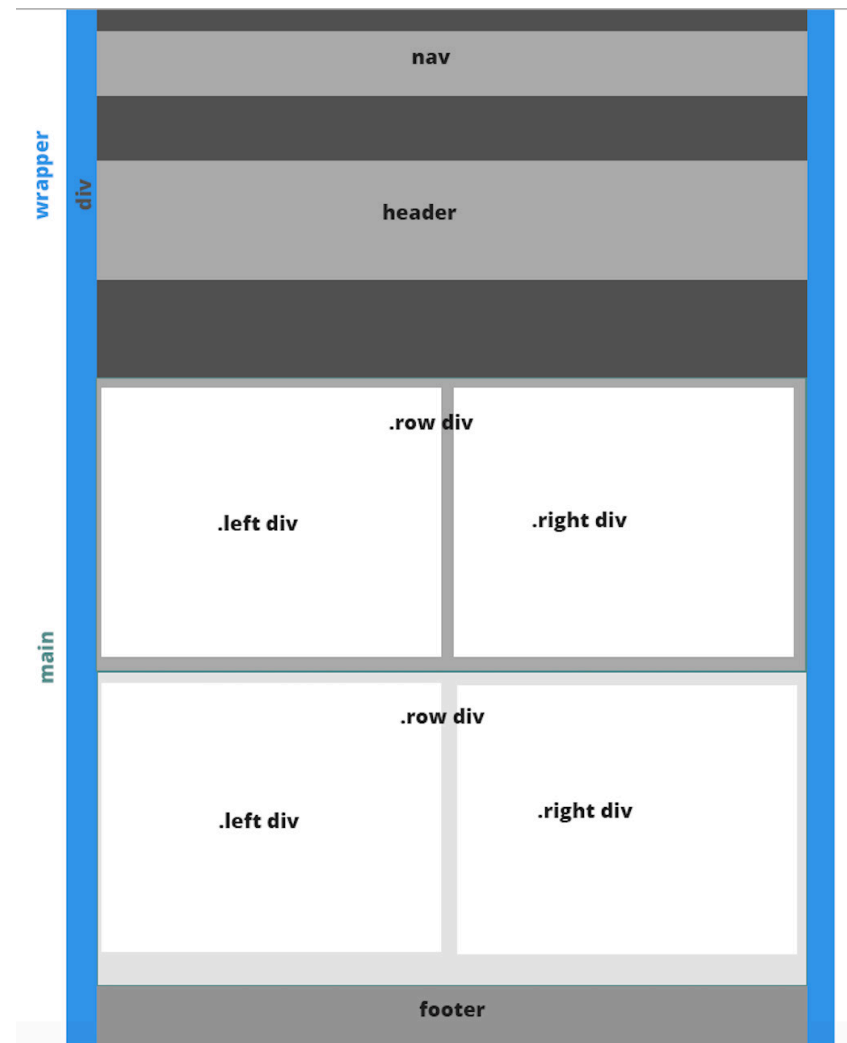 nav
wrapper
div
header
.row div
.left div
.right div
main
.row div
.left div
.right div
footer